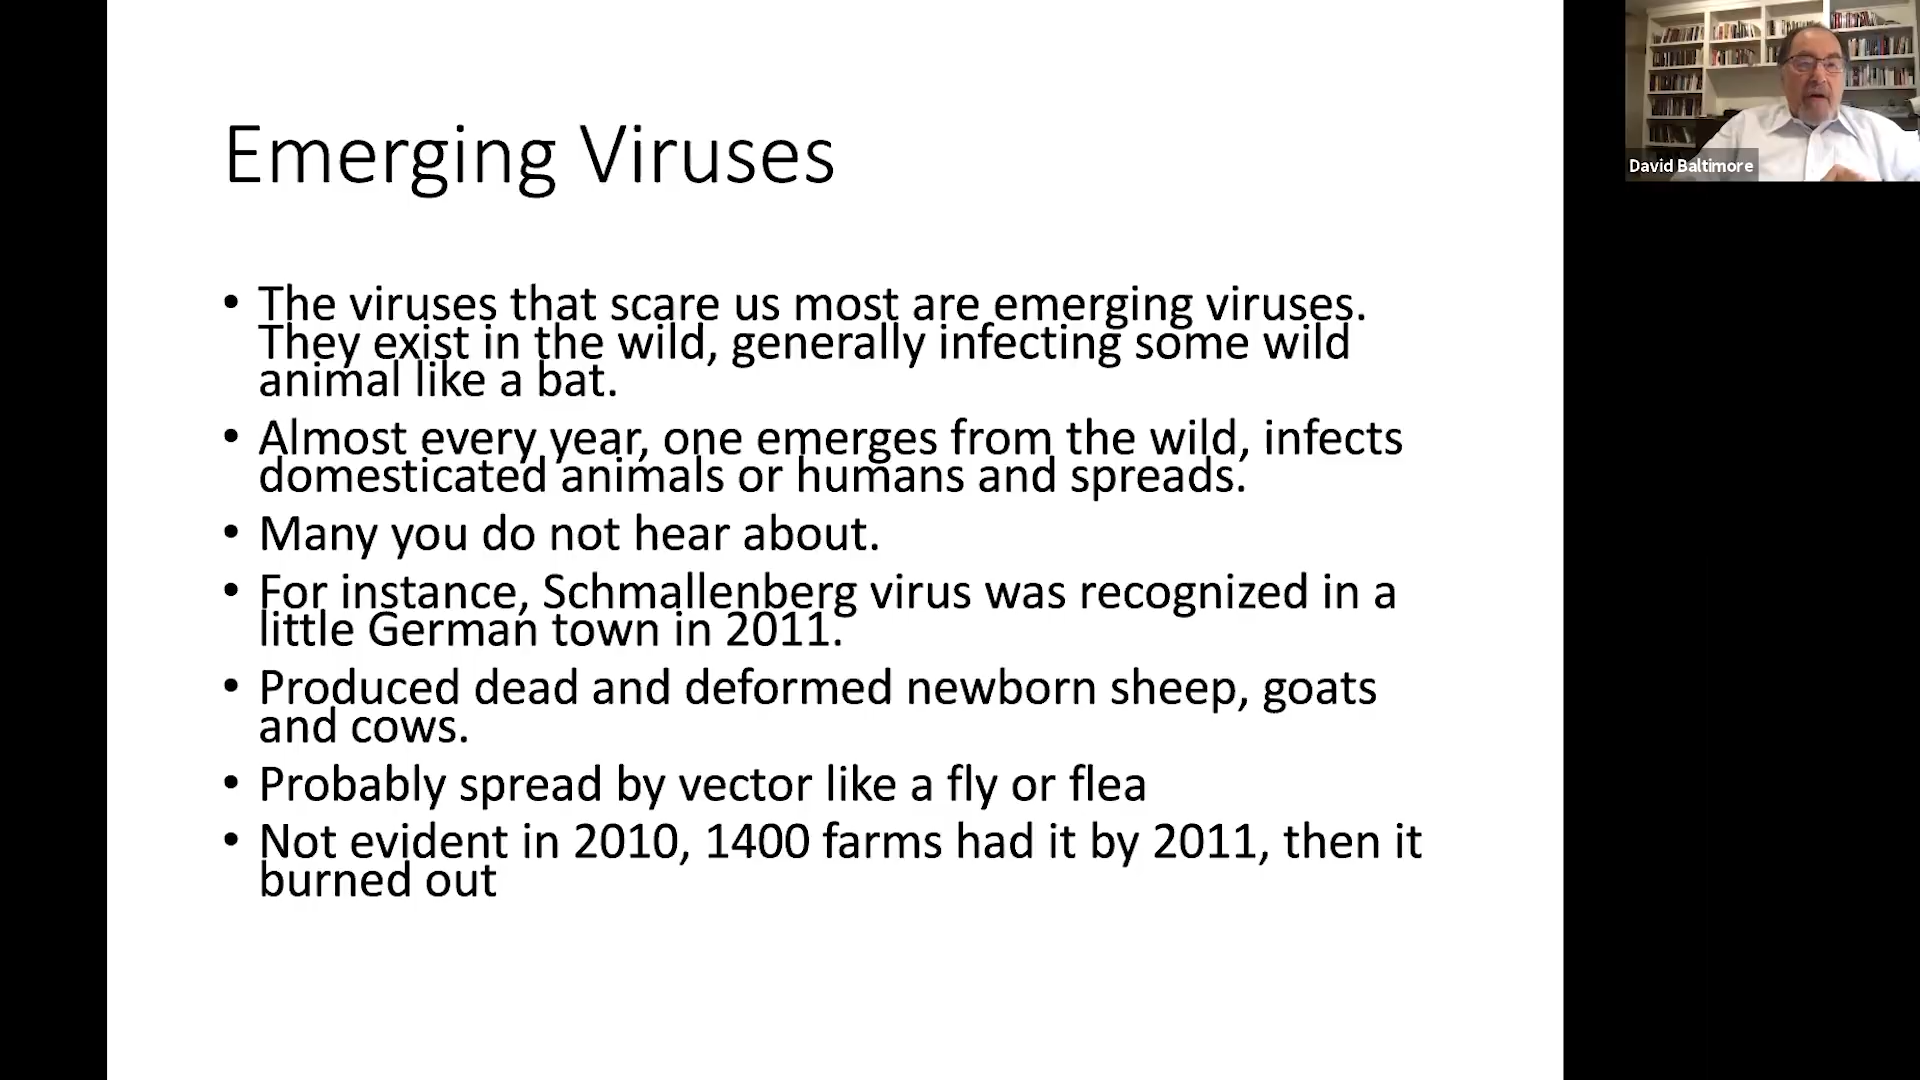 Emerging Viruses
• The viruses that scare us most are emerging viruses.
They exist in the wild, generally infecting some wild
animal like a bat.
• Almost every year, one emerges from the wild, infects
domesticated animals or humans and spreads.
• Many you do not hear about.
• For instance, Schmallenberg virus was recognized in a
little German town in 2011.
• Produced dead and deformed newborn sheep, goats
and cows.
• Probably spread by vector like a fly or flea
• Not evident in 2010, 1400 farms had it by 2011, then it
burned out
David Baltimore